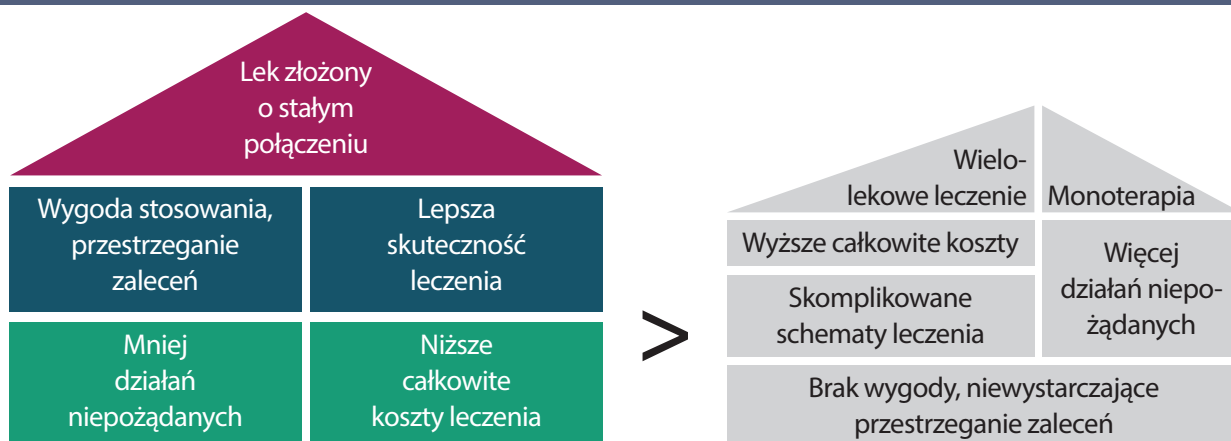 Lek złożony
o stałym
połączeniu
Wygoda stosowania,
przestrzeganie
zaleceń
Lepsza
skuteczność
leczenia
Mniej
działań
niepożądanych
Niższe
całkowite
koszty leczenia
>
Wielo-
lekowe leczenie
Monoterapia
Wyższe całkowite koszty
Skomplikowane
schematy leczenia
Więcej
działań niepo-
żądanych
Brak wygody, niewystarczające
przestrzeganie zaleceń